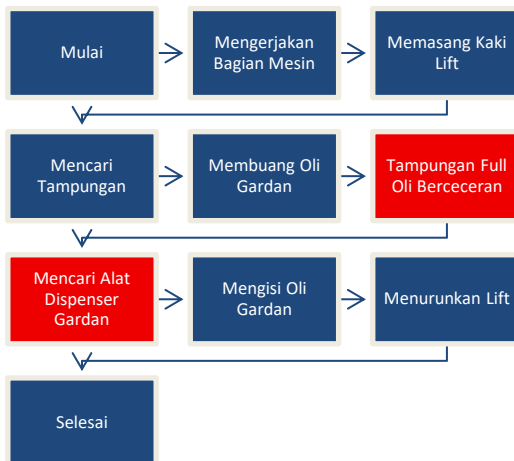 Mulai
Mengerjakan
Bagian Mesin
Memasang Kaki
Lift
Mencari
Tampungan
Membuang Oli
Gardan
Tampungan Full
Oli Berceceran
Mencari Alat
Dispenser
Gardan
Mengisi Oli
Gardan
Menurunkan Lift
Selesai